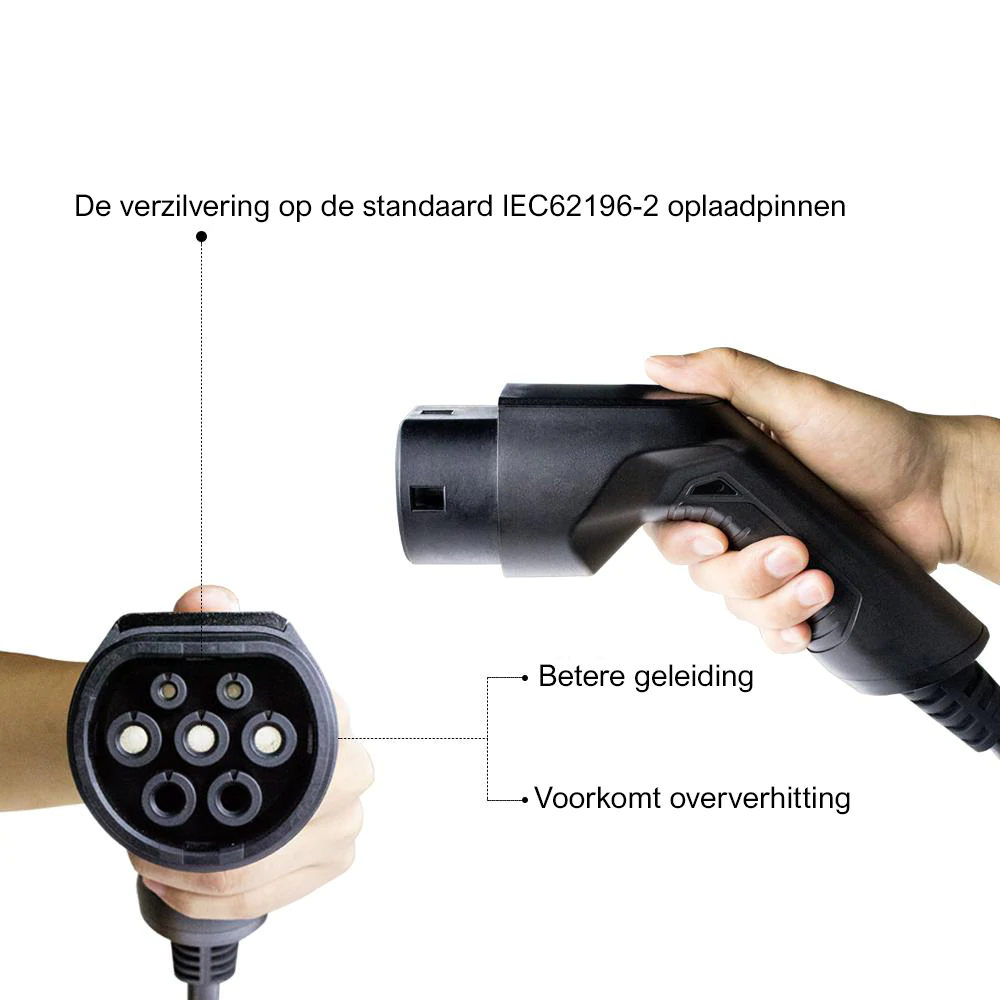 De verzilvering op de standaard IEC62196-2 oplaadpinnen
Betere geleiding
Voorkomt oververhitting